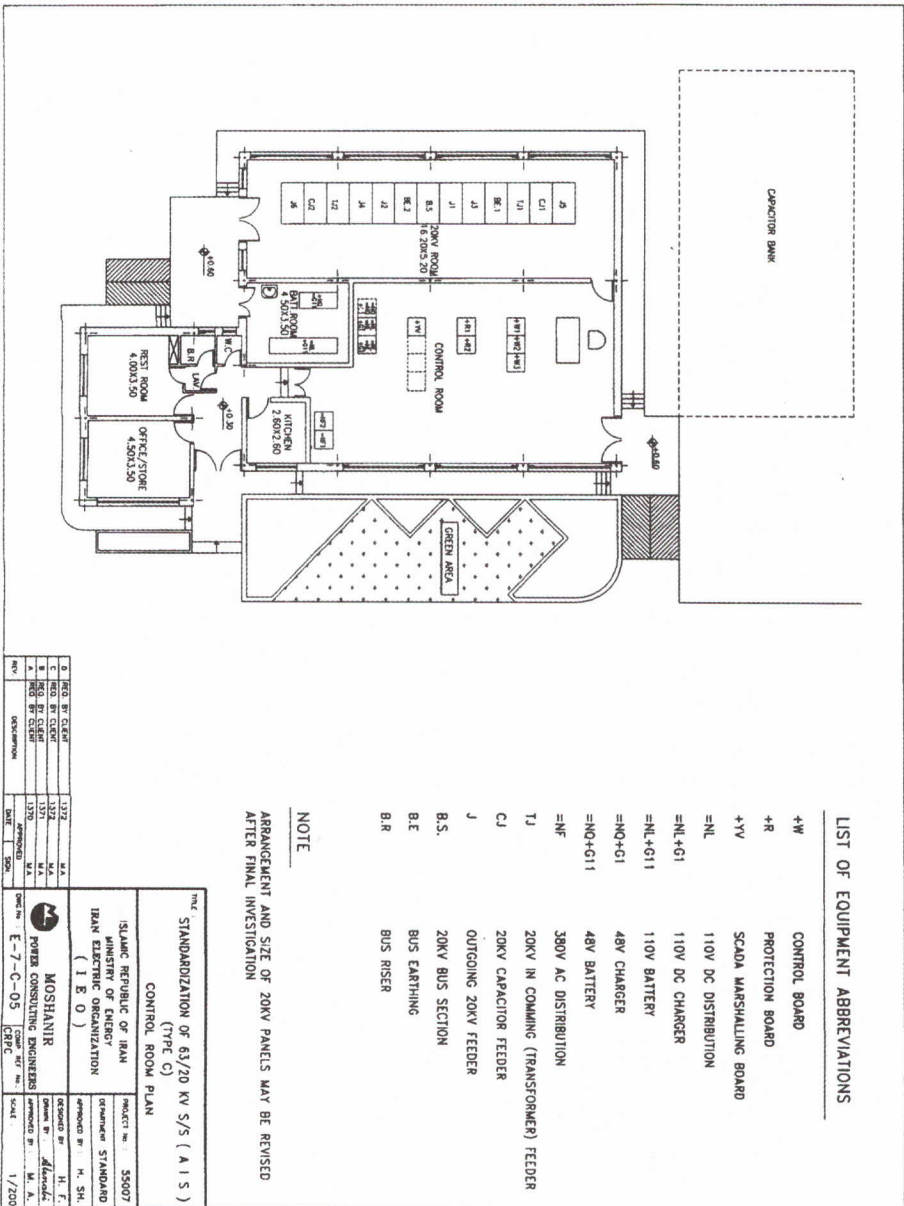 CAPACITOR BANK
+0.60
J5
CJ1
TJ1
BE.1
J3
J1
B.S
BE.2
J2
J4
TJ2
CJ2
J6
20KV ROOM
16.20X5.20
+W1 +W2 +W3
+R1 +R2
+YV
CONTROL ROOM
BATT.ROOM
4.50X3.50
+0.60
KITCHEN
2.60X2.60
=NF2 =NF1
W.C
B.R
LAV
+0.30
REST ROOM
4.00X3.50
OFFICE/STORE
4.50X3.50
GREEN AREA
LIST OF EQUIPMENT ABBREVIATIONS
+W CONTROL BOARD
+R PROTECTION BOARD
+YV SCADA MARSHALLING BOARD
=NL 110V DC DISTRIBUTION
=NL+G1 110V DC CHARGER
=NL+G11 110V BATTERY
=NQ+G1 48V CHARGER
=NQ+G11 48V BATTERY
=NF 380V AC DISTRIBUTION
TJ 20KV IN COMMING (TRANSFORMER) FEEDER
CJ 20KV CAPACITOR FEEDER
J OUTGOING 20KV FEEDER
B.S. 20KV BUS SECTION
B.E BUS EARTHING
B.R BUS RISER
NOTE
ARRANGEMENT AND SIZE OF 20KV PANELS MAY BE REVISED
AFTER FINAL INVESTIGATION
D REQ. BY CLIENT 1372 M.A
C REQ. BY CLIENT 1372 M.A
B REQ. BY CLIENT 1371 M.A
A REQ. BY CLIENT 1370 M.A
REV. DESCRIPTION APPROVED DATE SIGN.
TITLE :
STANDARDIZATION OF 63/20 KV S/S ( A I S )
(TYPE C)
CONTROL ROOM PLAN
ISLAMIC REPUBLIC OF IRAN
MINISTRY OF ENERGY
IRAN ELECTRIC ORGANIZATION
( I E O )
PROJECT No. : 55007
DEPARTMENT STANDARD
APPROVED BY : H. SH.
MOSHANIR
POWER CONSULTING ENGINEERS
DESIGNED BY H. F.
DRAWN BY :
APPROVED BY : M. A.
DWG.No : E-7-C-05
COMP. REF No. : CRPC
SCALE : 1/200